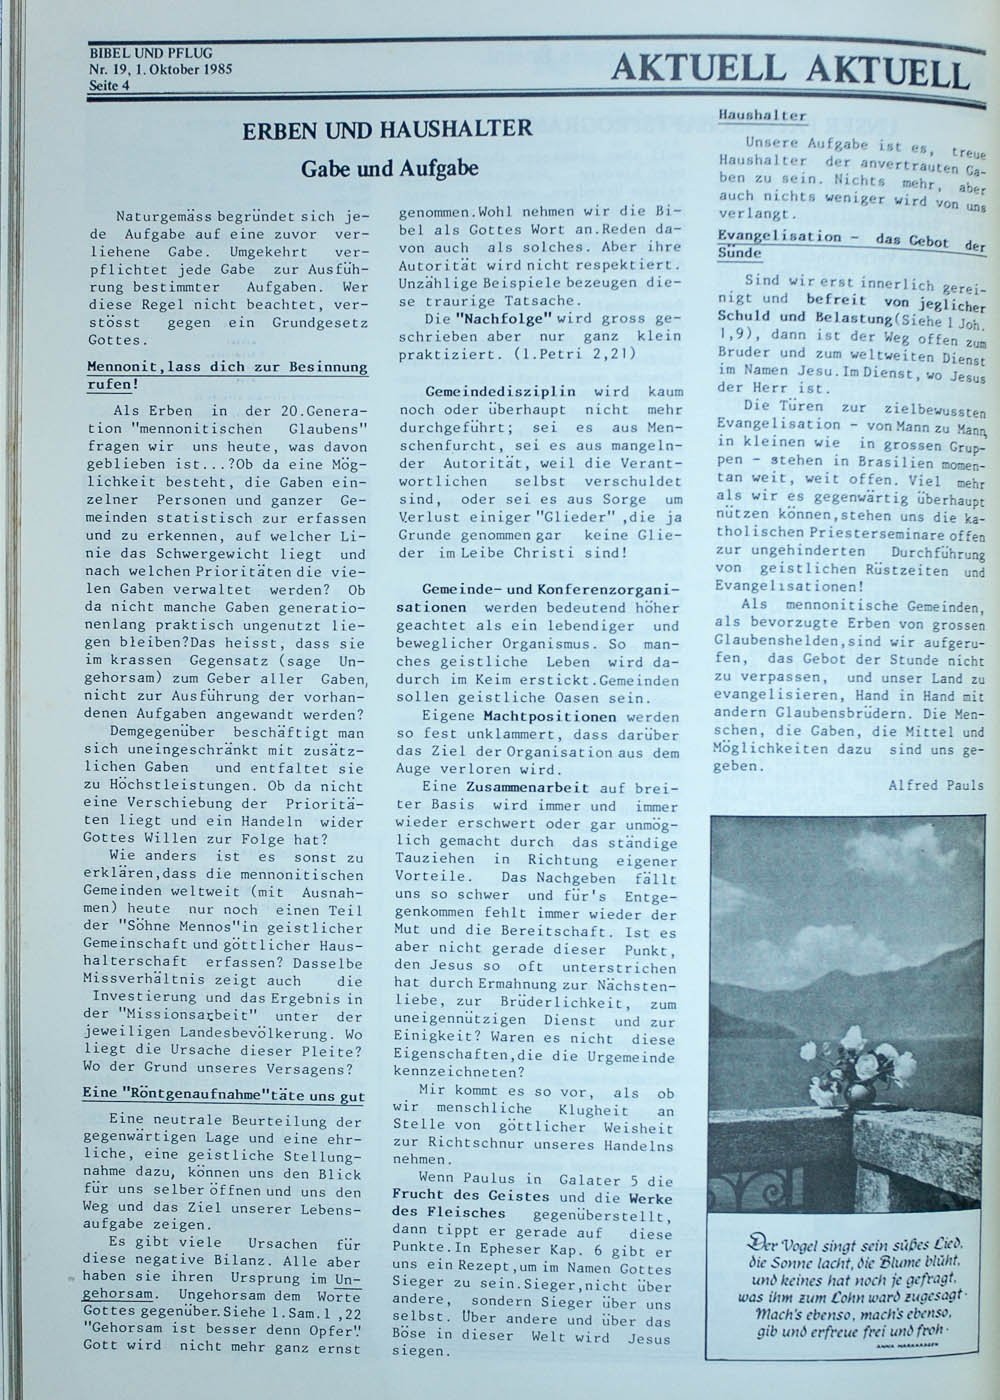 BIBEL UND PFLUG
Nr. 19, 1. Oktober 1985
Seite 4
AKTUELL AKTUELL
ERBEN UND HAUSHALTER
Gabe und Aufgabe
Naturgemäss begründet sich je-
de Aufgabe auf eine zuvor ver-
liehene Gabe. Umgekehrt ver-
pflichtet jede Gabe zur Ausfüh-
rung bestimmter Aufgaben. Wer
diese Regel nicht beachtet, ver-
stösst gegen ein Grundgesetz
Gottes.
Mennonit,lass dich zur Besinnung
rufen!
Als Erben in der 20.Genera-
tion "mennonitischen Glaubens"
fragen wir uns heute, was davon
geblieben ist...?Ob da eine Mög-
lichkeit besteht, die Gaben ein-
zelner Personen und ganzer Ge-
meinden statistisch zur erfassen
und zu erkennen, auf welcher Li-
nie das Schwergewicht liegt und
nach welchen Prioritäten die vie-
len Gaben verwaltet werden? Ob
da nicht manche Gaben generatio-
nenlang praktisch ungenutzt lie-
gen bleiben?Das heisst, dass sie
im krassen Gegensatz (sage Un-
gehorsam) zum Geber aller Gaben,
nicht zur Ausführung der vorhan-
denen Aufgaben angewandt werden?
Demgegenüber beschäftigt man
sich uneingeschränkt mit zusätz-
lichen Gaben und entfaltet sie
zu Höchstleistungen. Ob da nicht
eine Verschiebung der Prioritä-
ten liegt und ein Handeln wider
Gottes Willen zur Folge hat?
Wie anders ist es sonst zu
erklären,dass die mennonitischen
Gemeinden weltweit (mit Ausnah-
men) heute nur noch einen Teil
der "Söhne Mennos"in geistlicher
Gemeinschaft und göttlicher Haus-
halterschaft erfassen? Dasselbe
Missverhältnis zeigt auch die
Investierung und das Ergebnis in
der "Missionsarbeit" unter der
jeweiligen Landesbevölkerung. Wo
liegt die Ursache dieser Pleite?
Wo der Grund unseres Versagens?
Eine "Röntgenaufnahme"täte uns gut
Eine neutrale Beurteilung der
gegenwärtigen Lage und eine ehr-
liche, eine geistliche Stellung-
nahme dazu, können uns den Blick
für uns selber öffnen und uns den
Weg und das Ziel unserer Lebens-
aufgabe zeigen.
Es gibt viele Ursachen für
diese negative Bilanz. Alle aber
haben sie ihren Ursprung im Un-
gehorsam. Ungehorsam dem Worte
Gottes gegenüber.Siehe 1.Sam.1,22
"Gehorsam ist besser denn Opfer"!
Gott wird nicht mehr ganz ernst
genommen.Wohl nehmen wir die Bi-
bel als Gottes Wort an.Reden da-
von auch als solches. Aber ihre
Autorität wird nicht respektiert.
Unzählige Beispiele bezeugen die-
se traurige Tatsache.
Die "Nachfolge" wird gross ge-
schrieben aber nur ganz klein
praktiziert. (1.Petri 2,21)
Gemeindedisziplin wird kaum
noch oder überhaupt nicht mehr
durchgeführt; sei es aus Men-
schenfurcht, sei es aus mangeln-
der Autorität, weil die Verant-
wortlichen selbst verschuldet
sind, oder sei es aus Sorge um
Verlust einiger "Glieder" ,die ja
Grunde genommen gar keine Glie-
der im Leibe Christi sind!
Gemeinde- und Konferenzorgani-
sationen werden bedeutend höher
geachtet als ein lebendiger und
beweglicher Organismus. So man-
ches geistliche Leben wird da-
durch im Keim erstickt.Gemeinden
sollen geistliche Oasen sein.
Eigene Machtpositionen werden
so fest unklammert, dass darüber
das Ziel der Organisation aus dem
Auge verloren wird.
Eine Zusammenarbeit auf brei-
ter Basis wird immer und immer
wieder erschwert oder gar unmög-
lich gemacht durch das ständige
Tauziehen in Richtung eigener
Vorteile. Das Nachgeben fällt
uns so schwer und für's Entge-
genkommen fehlt immer wieder der
Mut und die Bereitschaft. Ist es
aber nicht gerade dieser Punkt,
den Jesus so oft unterstrichen
hat durch Ermahnung zur Nächsten-
liebe, zur Brüderlichkeit, zum
uneigennützigen Dienst und zur
Einigkeit? Waren es nicht diese
Eigenschaften,die die Urgemeinde
kennzeichneten?
Mir kommt es so vor, als ob
wir menschliche Klugheit an
Stelle von göttlicher Weisheit
zur Richtschnur unseres Handelns
nehmen.
Wenn Paulus in Galater 5 die
Frucht des Geistes und die Werke
des Fleisches gegenüberstellt,
dann tippt er gerade auf diese
Punkte.In Epheser Kap. 6 gibt er
uns ein Rezept,um im Namen Gottes
Sieger zu sein.Sieger,nicht über
andere, sondern Sieger über uns
selbst. Über andere und über das
Böse in dieser Welt wird Jesus
siegen.
Haushalter
Unsere Aufgabe ist es, treue
Haushalter der anvertrauten Ga-
ben zu sein. Nichts mehr, aber
auch nichts weniger wird von uns
verlangt.
Evangelisation - das Gebot der
Sünde
Sind wir erst innerlich gerei-
nigt und befreit von jeglicher
Schuld und Belastung(Siehe 1 Joh.
1,9), dann ist der Weg offen zum
Bruder und zum weltweiten Dienst
im Namen Jesu.Im Dienst, wo Jesus
der Herr ist.
Die Türen zur zielbewussten
Evangelisation - von Mann zu Mann,
in kleinen wie in grossen Grup-
pen - stehen in Brasilien momen-
tan weit, weit offen. Viel mehr
als wir es gegenwärtig überhaupt
nützen können,stehen uns die ka-
tholischen Priesterseminare offen
zur ungehinderten Durchführung
von geistlichen Rüstzeiten und
Evangelisationen!
Als mennonitische Gemeinden,
als bevorzugte Erben von grossen
Glaubenshelden,sind wir aufgeru-
fen, das Gebot der Stunde nicht
zu verpassen, und unser Land zu
evangelisieren, Hand in Hand mit
andern Glaubensbrüdern. Die Men-
schen, die Gaben, die Mittel und
Möglichkeiten dazu sind uns ge-
geben.
Alfred Pauls
Der Vogel singt sein süßes Lied,
die Sonne lacht, die Blume blüht,
und keines hat noch je gefragt,
was ihm zum Lohn ward zugesagt.
Mach's ebenso, mach's ebenso,
gib und erfreue frei und froh.
ANNA